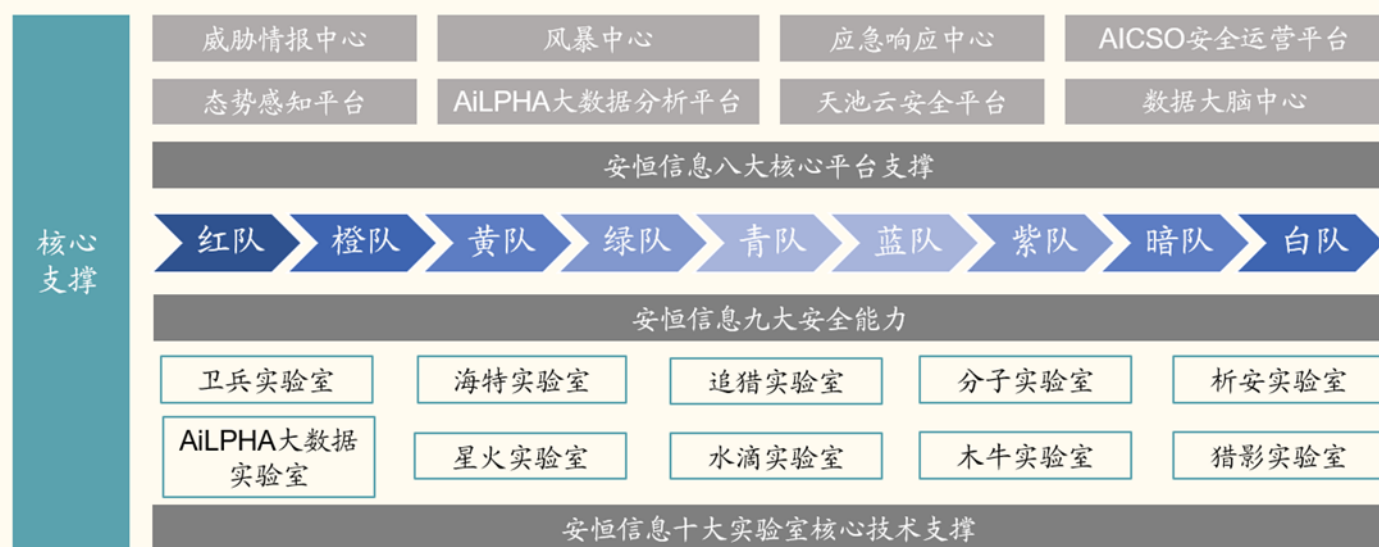 核心
支撑
威胁情报中心
风暴中心
应急响应中心
AICSO安全运营平台
态势感知平台
AiLPHA大数据分析平台
天池云安全平台
数据大脑中心
安恒信息八大核心平台支撑
红队
橙队
黄队
绿队
青队
蓝队
紫队
暗队
白队
安恒信息九大安全能力
卫兵实验室
海特实验室
追猎实验室
分子实验室
析安实验室
AiLPHA大数据
实验室
星火实验室
水滴实验室
木牛实验室
猎影实验室
安恒信息十大实验室核心技术支撑